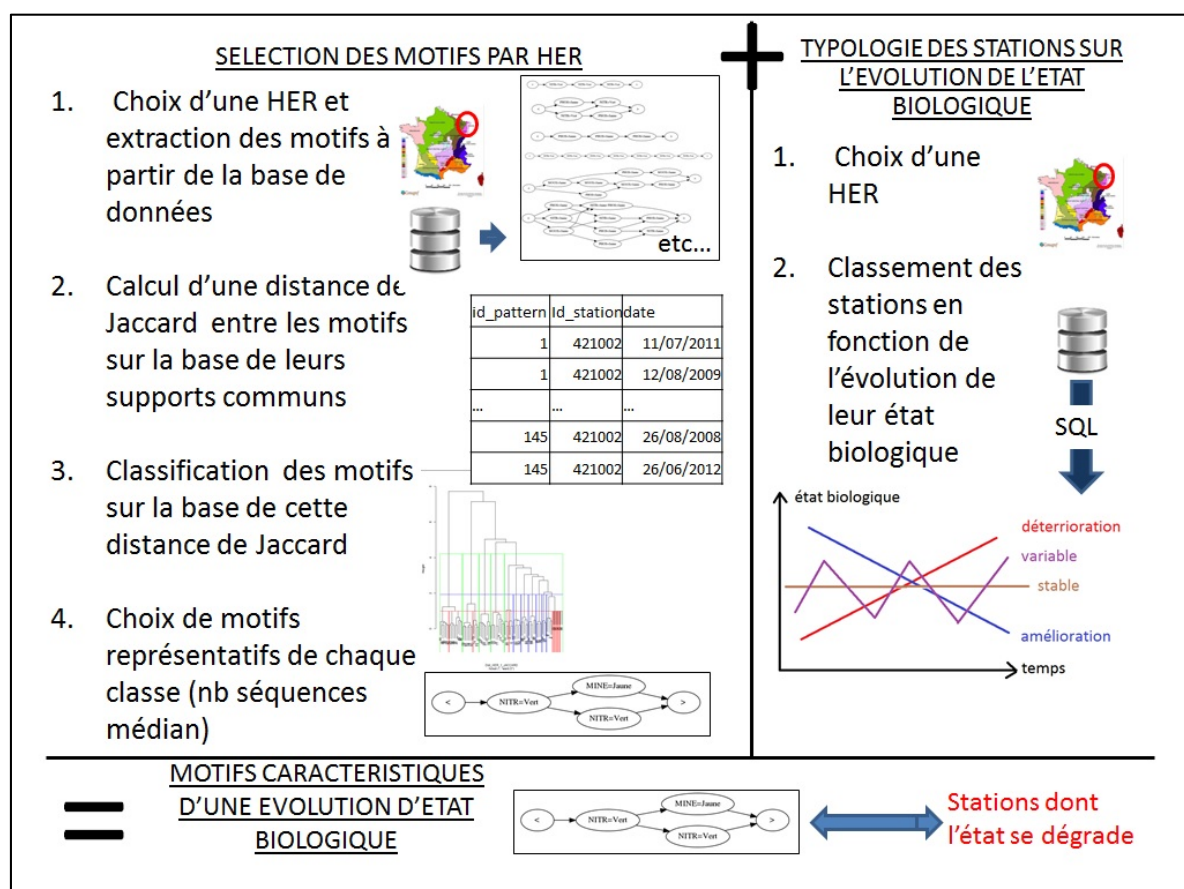 SELECTION DES MOTIFS PAR HER
1. Choix d'une HER et
extraction des motifs à
partir de la base de
données
etc...
2. Calcul d'une distance de
Jaccard entre les motifs
sur la base de leurs
supports communs
id_pattern Id_station date
1 421002 11/07/2011
1 421002 12/08/2009
... ... ...
145 421002 26/08/2008
145 421002 26/06/2012
3. Classification des motifs
sur la base de cette
distance de Jaccard
4. Choix de motifs
représentatifs de chaque
classe (nb séquences
médian)
< NITR=Vert MINE=Jaune NITR=Vert >
+
TYPOLOGIE DES STATIONS SUR
L'EVOLUTION DE L'ETAT
BIOLOGIQUE
1. Choix d'une
HER
2. Classement des
stations en
fonction de
l'évolution de
leur état
biologique
SQL
état biologique
détérrioration
variable
stable
amélioration
temps
=
MOTIFS CARACTERISTIQUES
D'UNE EVOLUTION D'ETAT
BIOLOGIQUE
< NITR=Vert MINE=Jaune NITR=Vert >
Stations dont
l'état se dégrade